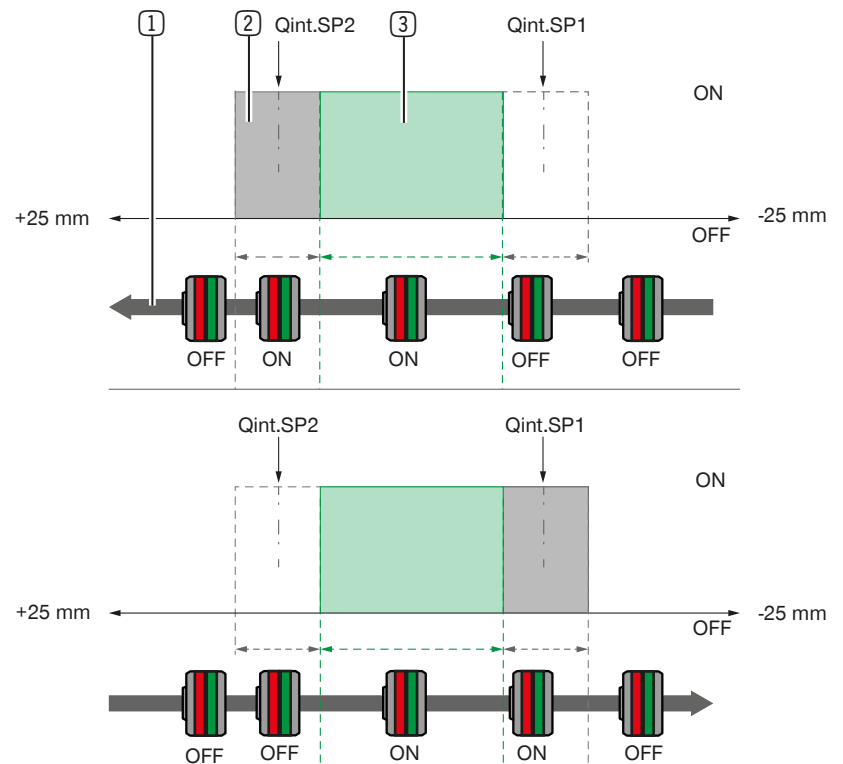 1 2 Qint.SP2 3 Qint.SP1
ON
+25 mm -25 mm
OFF
OFF ON ON OFF OFF
Qint.SP2 Qint.SP1
ON
+25 mm -25 mm
OFF
OFF OFF ON ON OFF